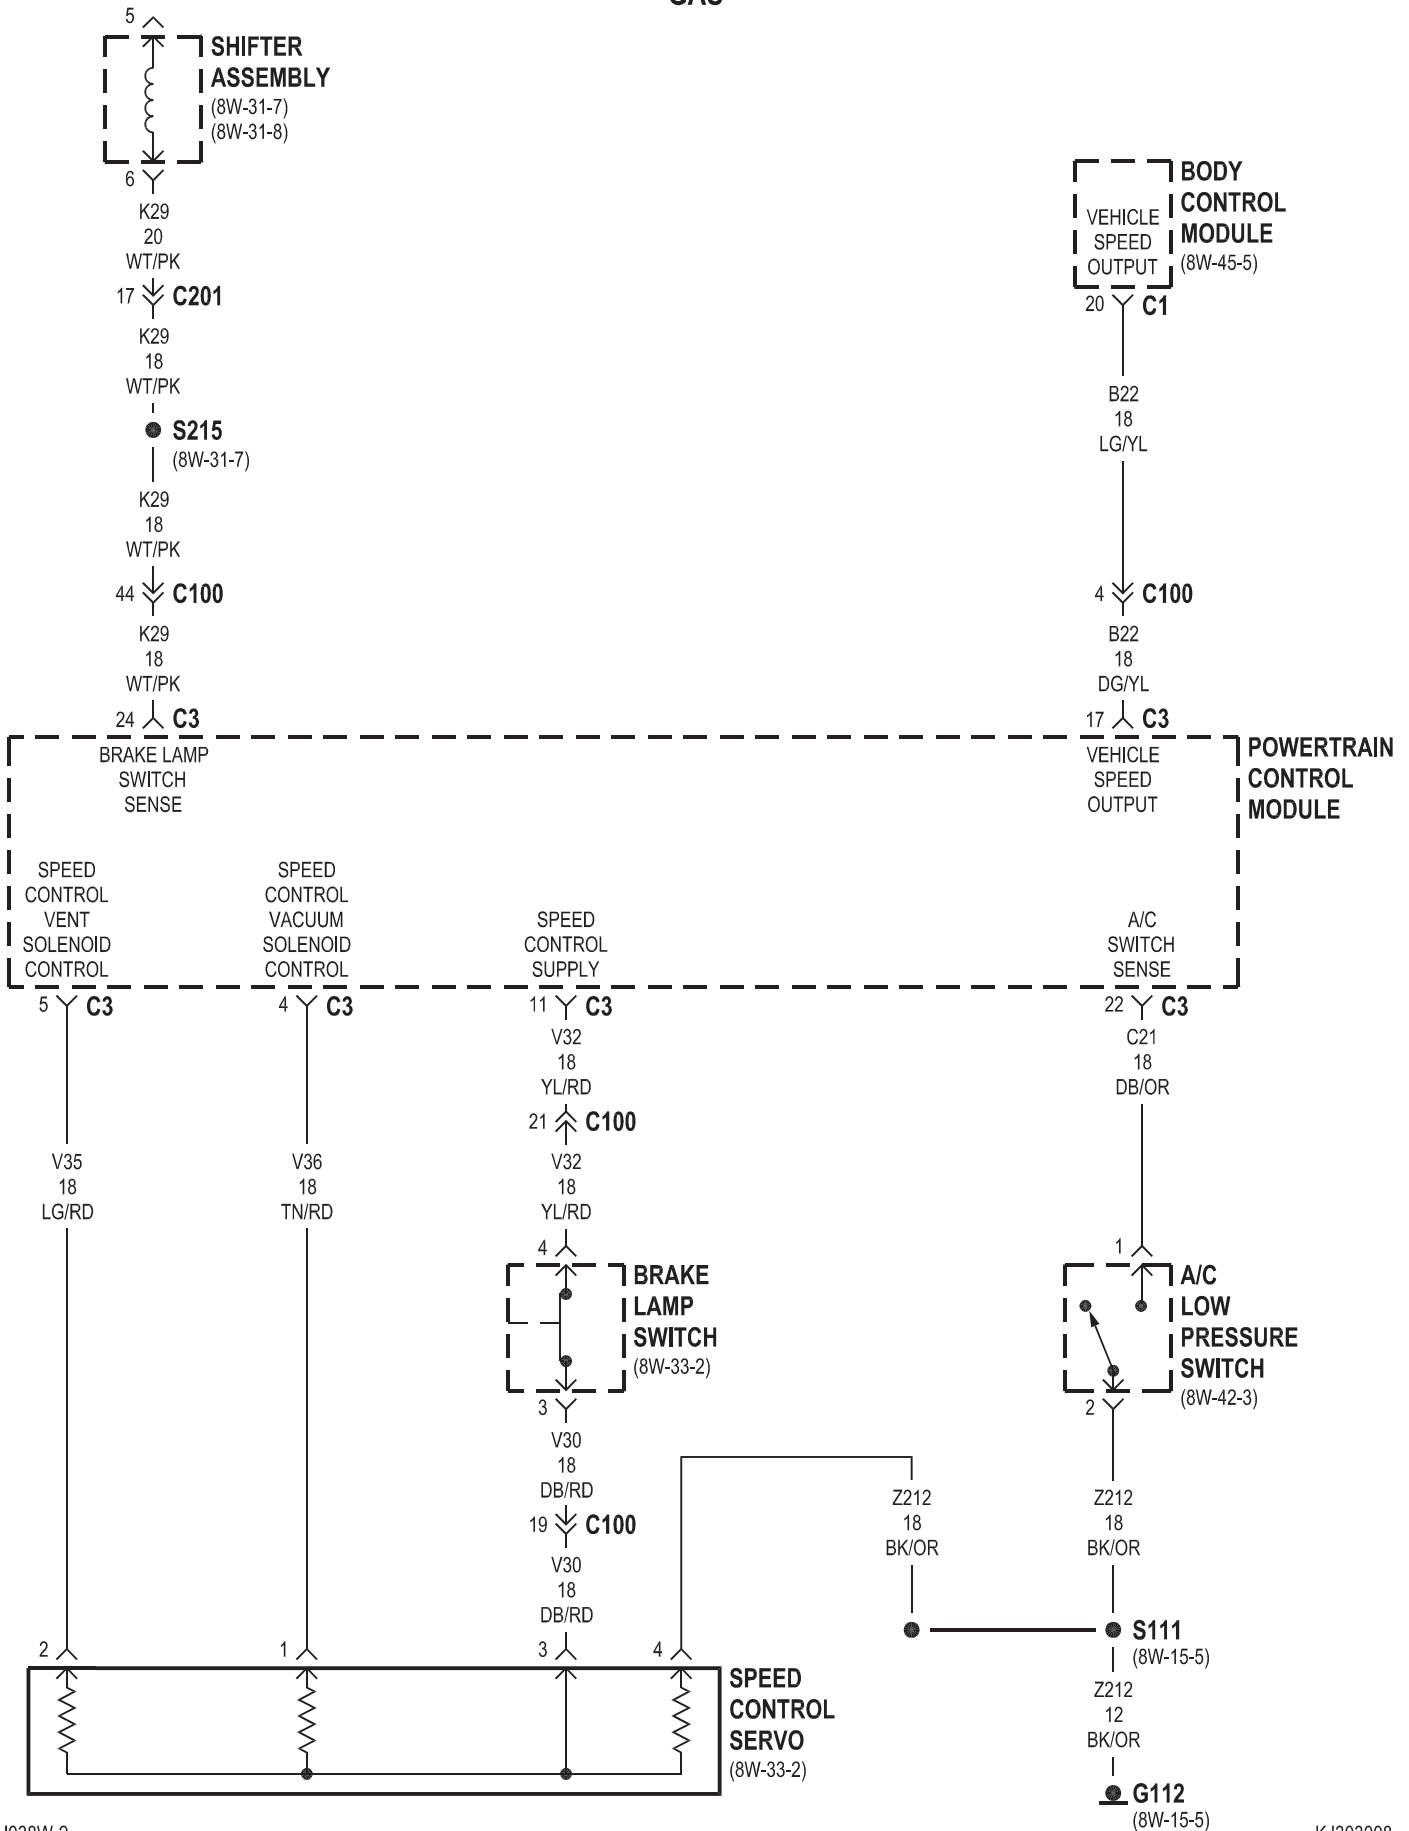 5
SHIFTER
ASSEMBLY
(8W-31-7)
(8W-31-8)
6
K29
20
WT/PK
17
C201
K29
18
WT/PK
S215
(8W-31-7)
K29
18
WT/PK
44
C100
K29
18
WT/PK
24
C3
BODY
CONTROL
MODULE
(8W-45-5)
VEHICLE
SPEED
OUTPUT
20
C1
B22
18
LG/YL
4
C100
B22
18
DG/YL
17
C3
BRAKE LAMP
SWITCH
SENSE
VEHICLE
SPEED
OUTPUT
POWERTRAIN
CONTROL
MODULE
SPEED
CONTROL
VENT
SOLENOID
CONTROL
SPEED
CONTROL
VACUUM
SOLENOID
CONTROL
SPEED
CONTROL
SUPPLY
A/C
SWITCH
SENSE
5
C3
4
C3
11
C3
22
C3
V35
18
LG/RD
V36
18
TN/RD
V32
18
YL/RD
21
C100
V32
18
YL/RD
4
BRAKE
LAMP
SWITCH
(8W-33-2)
3
V30
18
DB/RD
19
C100
V30
18
DB/RD
C21
18
DB/OR
1
A/C
LOW
PRESSURE
SWITCH
(8W-42-3)
2
Z212
18
BK/OR
Z212
18
BK/OR
S111
(8W-15-5)
Z212
12
BK/OR
G112
(8W-15-5)
2
1
3
4
SPEED
CONTROL
SERVO
(8W-33-2)